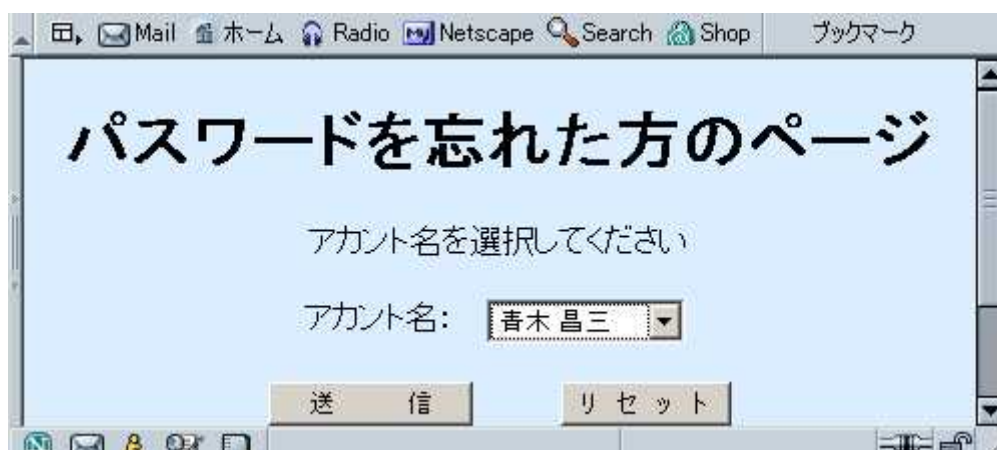 Mail ホーム Radio Netscape Search Shop ブックマーク
パスワードを忘れた方のページ
アカント名を選択してください
アカント名： 青木 昌三
送 信 リ セ ッ ト